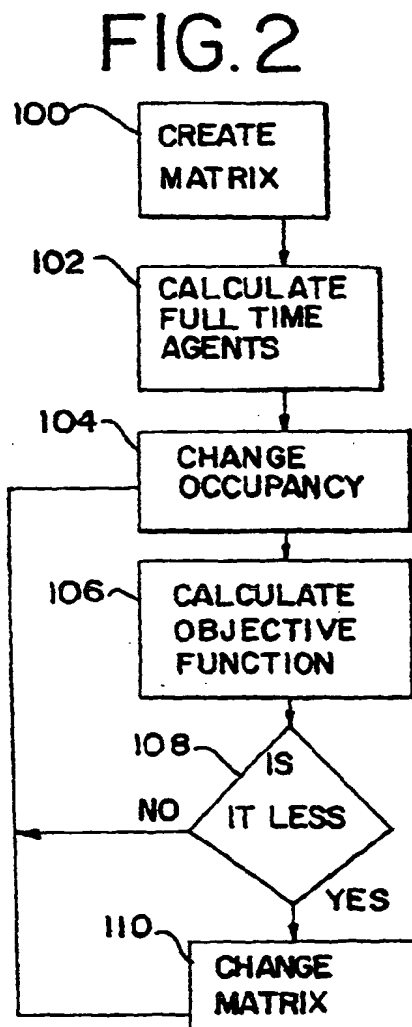 FIG. 2
100
CREATE
MATRIX
102
CALCULATE
FULL TIME
AGENTS
104
CHANGE
OCCUPANCY
106
CALCULATE
OBJECTIVE
FUNCTION
108
IS
IT LESS
NO
YES
110
CHANGE
MATRIX